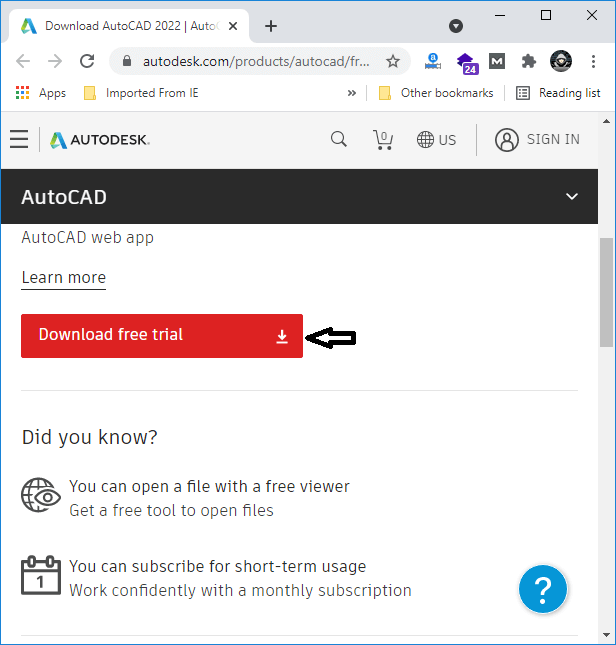 Download AutoCAD 2022 | Auto
autodesk.com/products/autocad/fr...
24
M
Apps
Imported From IE
»
Other bookmarks
Reading list
AUTODESK.
0
US
SIGN IN
AutoCAD
AutoCAD web app
Learn more
Download free trial
Did you know?
You can open a file with a free viewer
Get a free tool to open files
1
You can subscribe for short-term usage
Work confidently with a monthly subscription
?